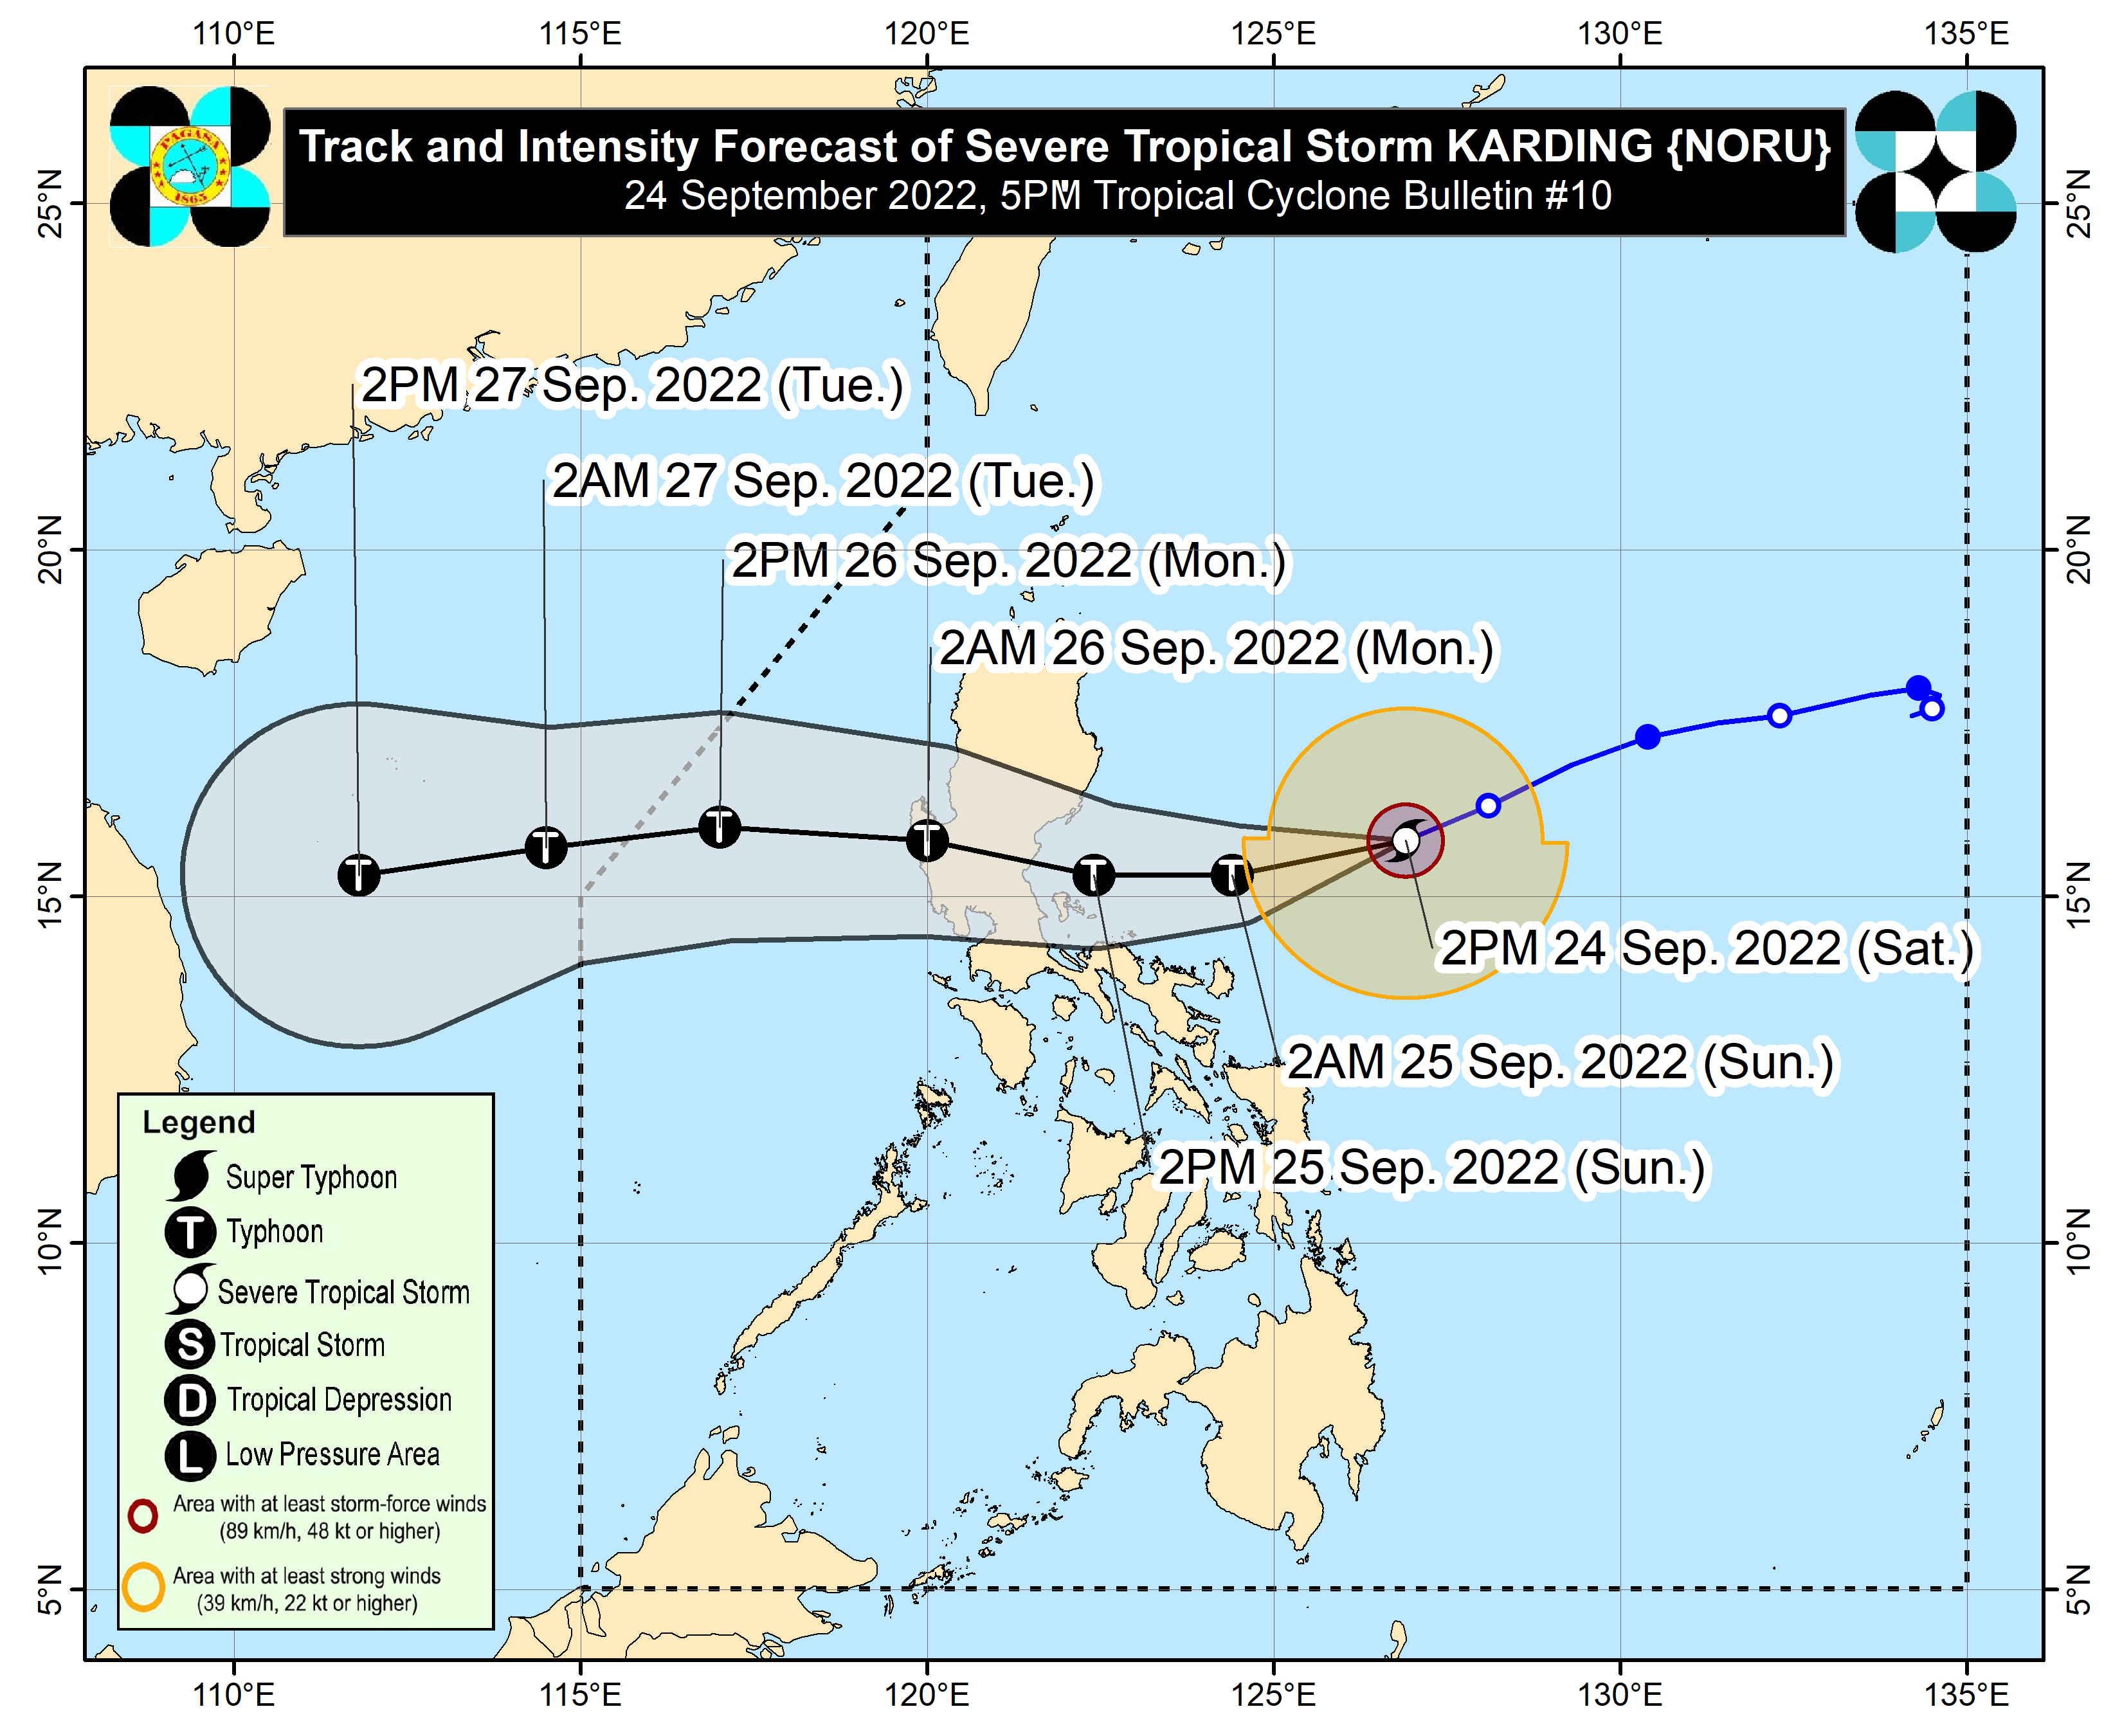 110°E 115°E 120°E 125°E 130°E 135°E
PAGASA
1865
Track and Intensity Forecast of Severe Tropical Storm KARDING {NORU}
24 September 2022, 5PM Tropical Cyclone Bulletin #10
25°N 25°N
2PM 27 Sep. 2022 (Tue.)
2AM 27 Sep. 2022 (Tue.)
20°N 20°N
2PM 26 Sep. 2022 (Mon.)
2AM 26 Sep. 2022 (Mon.)
T T T T T T
15°N 15°N
2PM 24 Sep. 2022 (Sat.)
2AM 25 Sep. 2022 (Sun.)
2PM 25 Sep. 2022 (Sun.)
10°N 10°N
5°N 5°N
Legend
Super Typhoon
T Typhoon
Severe Tropical Storm
S Tropical Storm
D Tropical Depression
L Low Pressure Area
Area with at least storm-force winds
(89 km/h, 48 kt or higher)
Area with at least strong winds
(39 km/h, 22 kt or higher)
110°E 115°E 120°E 125°E 130°E 135°E